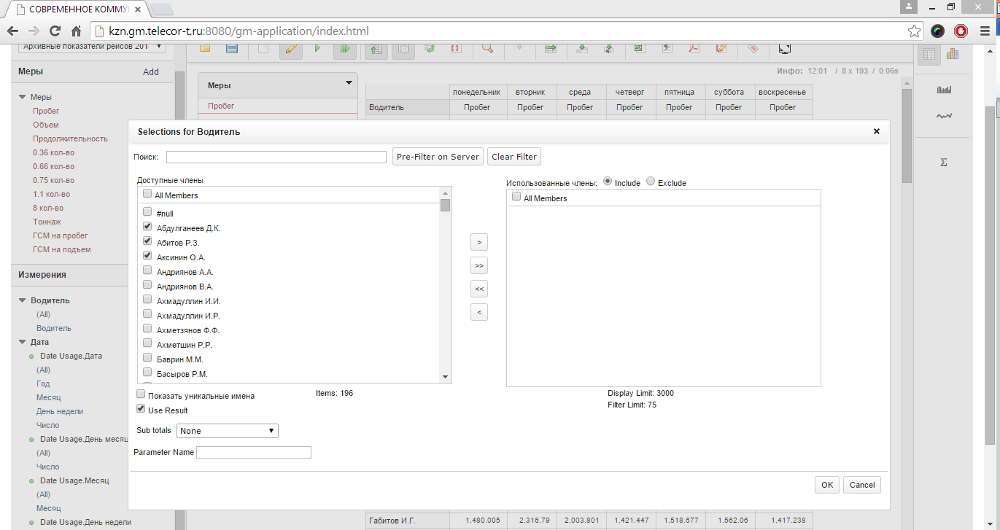 СОВРЕМЕННОЕ КОММУ
kzn.gm.telecor-t.ru:8080/gm-application/index.html
Архивные показатели рейсов 201
Меры Add
Инфо: 12:01 / 8 x 193 / 0.06s
Меры
Пробег
Объем
Продолжительность
0.36 кол-во
0.66 кол-во
0.75 кол-во
1.1 кол-во
8 кол-во
Тоннаж
ГСМ на пробег
ГСМ на подъем
Измерения
Водитель
(All)
Водитель
Дата
Date Usage.Дата
(All)
Год
Месяц
День недели
Число
Date Usage.День месяц
(All)
Число
Date Usage.Месяц
(All)
Месяц
Date Usage.День недели
Меры
Пробег
понедельник вторник среда четверг пятница суббота воскресенье
Водитель Пробег Пробег Пробег Пробег Пробег Пробег Пробег
Selections for Водитель
Поиск: Pre-Filter on Server Clear Filter
Доступные члены
All Members
#null
Абдулганеев Д.К.
Абитов Р.З.
Аксинин О.А.
Андриянов А.А.
Андриянов В.А.
Ахмадуллин И.И.
Ахмадуллин И.Р.
Ахметзянов Ф.Ф.
Ахметшин Р.Р.
Баврин М.М.
Басыров Р.М.
>
>>
<<
<
Использованные члены: Include Exclude
All Members
Показать уникальные имена
Items: 196
Display Limit: 3000
Filter Limit: 75
Use Result
Sub totals None
Parameter Name
OK Cancel
Габитов И.Г. 1,480.005 2,316.79 2,003.801 1,421.447 1,518.677 1,562.06 1,417.238